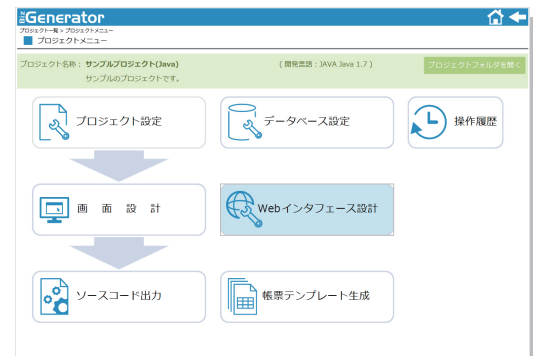 BizGenerator
プロジェクト一覧 > プロジェクトメニュー
プロジェクトメニュー
プロジェクト名称： サンプルプロジェクト(Java) ( 開発言語：JAVA Java 1.7 ) プロジェクトフォルダを開く
サンプルのプロジェクトです。
プロジェクト設定 データベース設定 操作履歴
画 面 設 計 Webインタフェース設計
ソースコード出力 帳票テンプレート生成